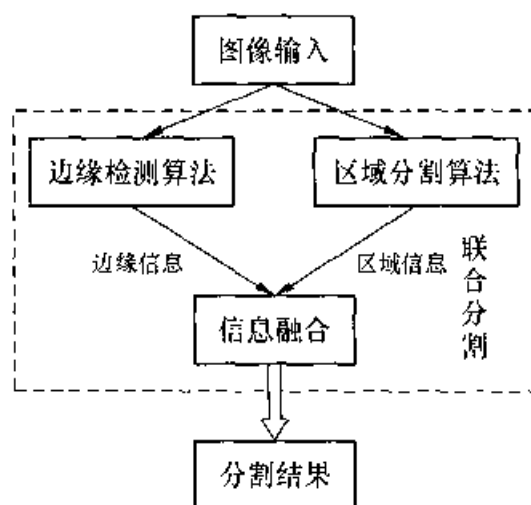 图像输入
边缘检测算法
区域分割算法
边缘信息
区域信息
联合分割
信息融合
分割结果